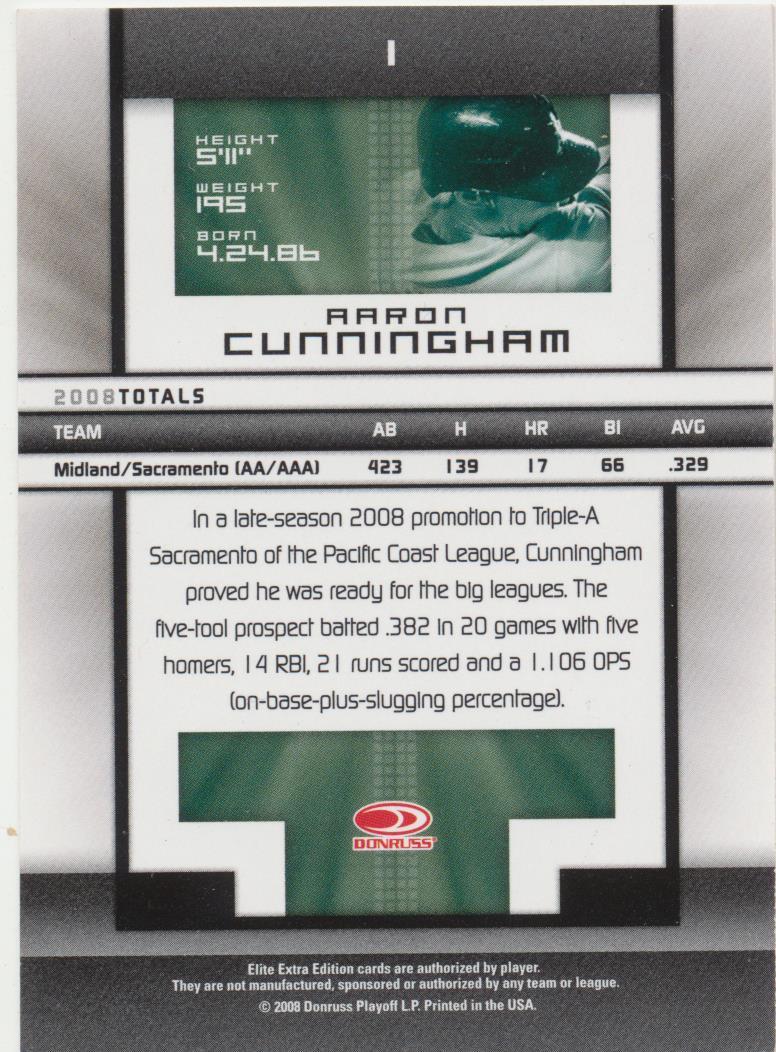 1
HEIGHT
5'11"
WEIGHT
195
BORN
4.24.86
AARON
CUNNINGHAM
2008TOTALS
TEAM AB H HR BI AVG
Midland/Sacramento (AA/AAA) 423 139 17 66 .329
In a late-season 2008 promotion to Triple-A
Sacramento of the Pacific Coast League, Cunningham
proved he was ready for the big leagues. The
five-tool prospect batted .382 in 20 games with five
homers, 14 RBI, 21 runs scored and a 1.106 OPS
(on-base-plus-slugging percentage).
DONRUSS
Elite Extra Edition cards are authorized by player.
They are not manufactured, sponsored or authorized by any team or league.
© 2008 Donruss Playoff L.P. Printed in the USA.